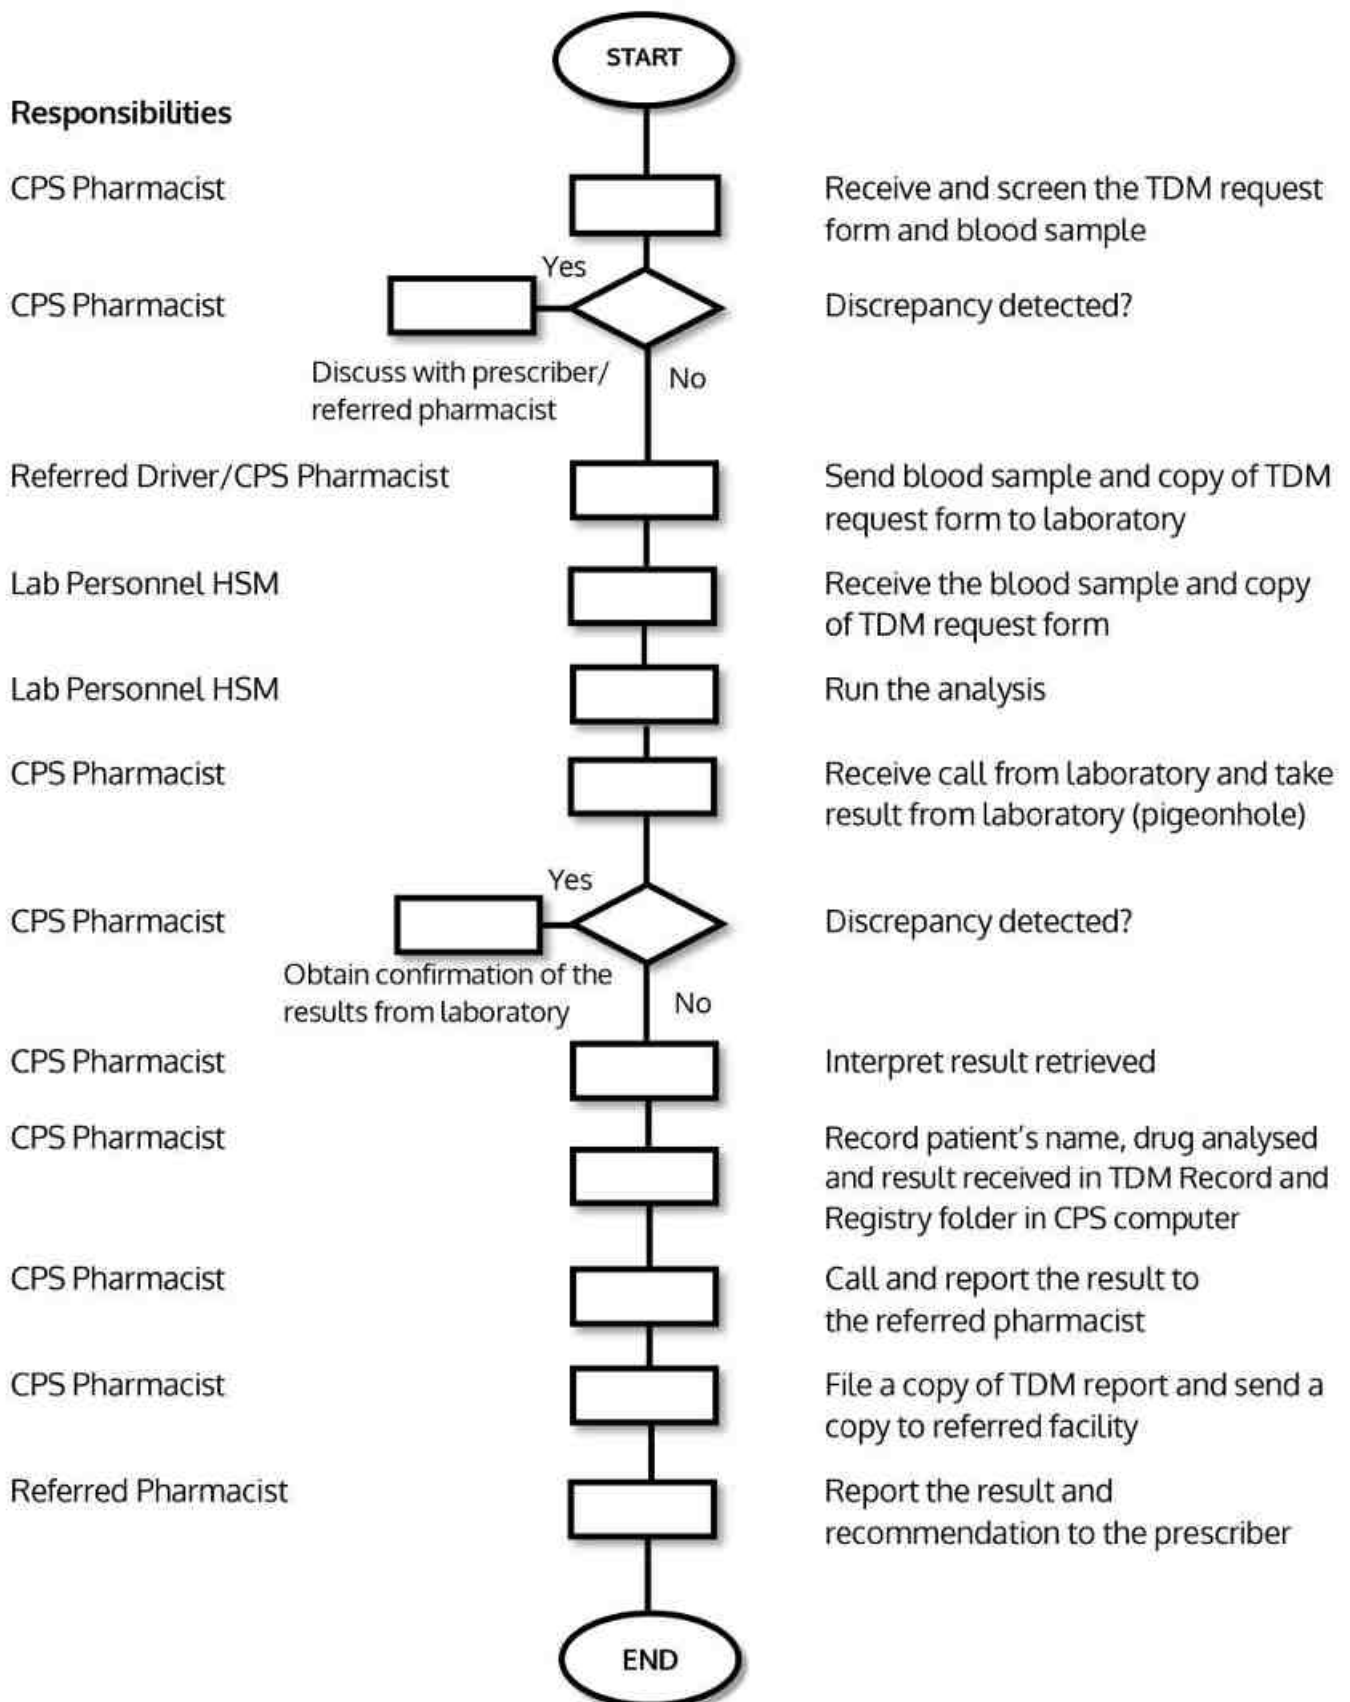 START
Responsibilities
CPS Pharmacist
Receive and screen the TDM request
form and blood sample
Yes
CPS Pharmacist
Discrepancy detected?
Discuss with prescriber/
referred pharmacist
No
Referred Driver/CPS Pharmacist
Send blood sample and copy of TDM
request form to laboratory
Lab Personnel HSM
Receive the blood sample and copy
of TDM request form
Lab Personnel HSM
Run the analysis
CPS Pharmacist
Receive call from laboratory and take
result from laboratory (pigeonhole)
Yes
CPS Pharmacist
Discrepancy detected?
Obtain confirmation of the
results from laboratory
No
CPS Pharmacist
Interpret result retrieved
CPS Pharmacist
Record patient’s name, drug analysed
and result received in TDM Record and
Registry folder in CPS computer
CPS Pharmacist
Call and report the result to
the referred pharmacist
CPS Pharmacist
File a copy of TDM report and send a
copy to referred facility
Referred Pharmacist
Report the result and
recommendation to the prescriber
END